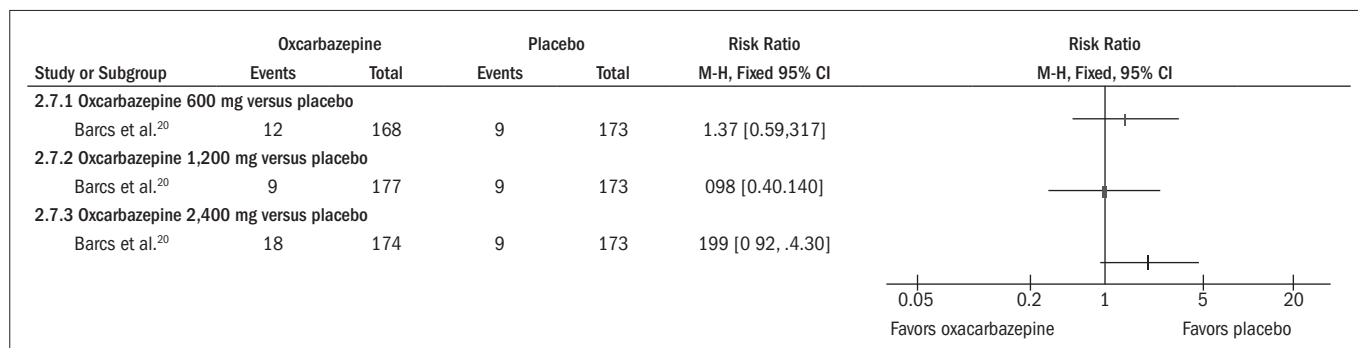 Oxcarbazepine Placebo Risk Ratio Risk Ratio
Study or Subgroup Events Total Events Total M-H, Fixed 95% CI M-H, Fixed, 95% CI
2.7.1 Oxcarbazepine 600 mg versus placebo
Barcs et al.20 12 168 9 173 1.37 [0.59,317]
2.7.2 Oxcarbazepine 1,200 mg versus placebo
Barcs et al.20 9 177 9 173 098 [0.40.140]
2.7.3 Oxcarbazepine 2,400 mg versus placebo
Barcs et al.20 18 174 9 173 199 [0 92, .4.30]
0.05 0.2 1 5 20
Favors oxacarbazepine Favors placebo